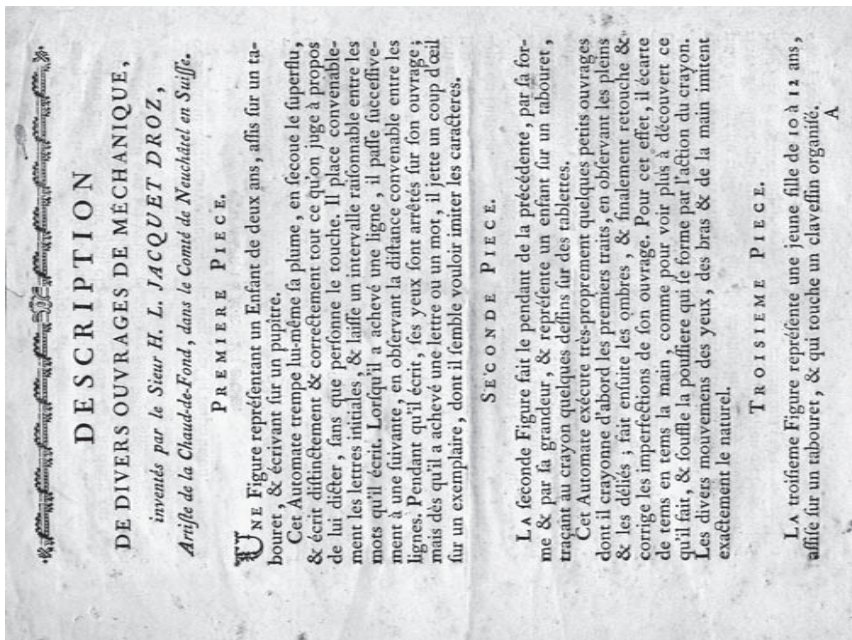 DESCRIPTION
DE DIVERS OUVRAGES DE MÉCHANIQUE,
inventés par le Sieur H. L. JACQUET DROZ,
Artiſte de la Chaud-de-Fond, dans le Comté de Neuchâtel en Suiſſe.
PREMIERE PIECE.
UNE Figure repréſentant un Enfant de deux ans, aſſis ſur un ta-
bouret, & écrivant ſur un pupitre.
Cet Automate trempe lui-même ſa plume, en ſecoue le ſuperflu,
& écrit diſtinctement & correctement tout ce qu'on juge à propos
de lui dicter, ſans que perſonne le touche. Il place convenable-
ment les lettres initiales, & laiſſe un intervalle raiſonnable entre les
mots qu'il écrit. Lorſqu'il a achevé une ligne, il paſſe ſucceſſive-
ment à une ſuivante, en obſervant la diſtance convenable entre les
lignes. Pendant qu'il écrit, ſes yeux ſont arrêtés ſur ſon ouvrage;
mais dès qu'il a achevé une lettre ou un mot, il jette un coup d'œil
ſur un exemplaire, dont il ſemble vouloir imiter les caracteres.
SECONDE PIECE.
LA ſeconde Figure fait le pendant de la précédente, par ſa for-
me & par ſa grandeur, & repréſente un enfant ſur un tabouret,
traçant au crayon quelques deſſins ſur des tablettes.
Cet Automate exécute très-proprement quelques petits ouvrages
dont il crayonne d'abord les premiers traits, en obſervant les pleins
& les déliés; fait enſuite les ombres, & finalement retouche &
corrige les imperfections de ſon ouvrage. Pour cet effet, il écarte
de tems en tems la main, comme pour voir plus à découvert ce
qu'il fait, & ſouffle la pouſſiere qui ſe forme par l'action du crayon.
Les divers mouvemens des yeux, des bras & de la main imitent
exactement le naturel.
TROISIEME PIECE.
LA troiſieme Figure repréſente une jeune fille de 10 à 12 ans,
aſſiſe ſur un tabouret, & qui touche un claveſſin organiſé.
A